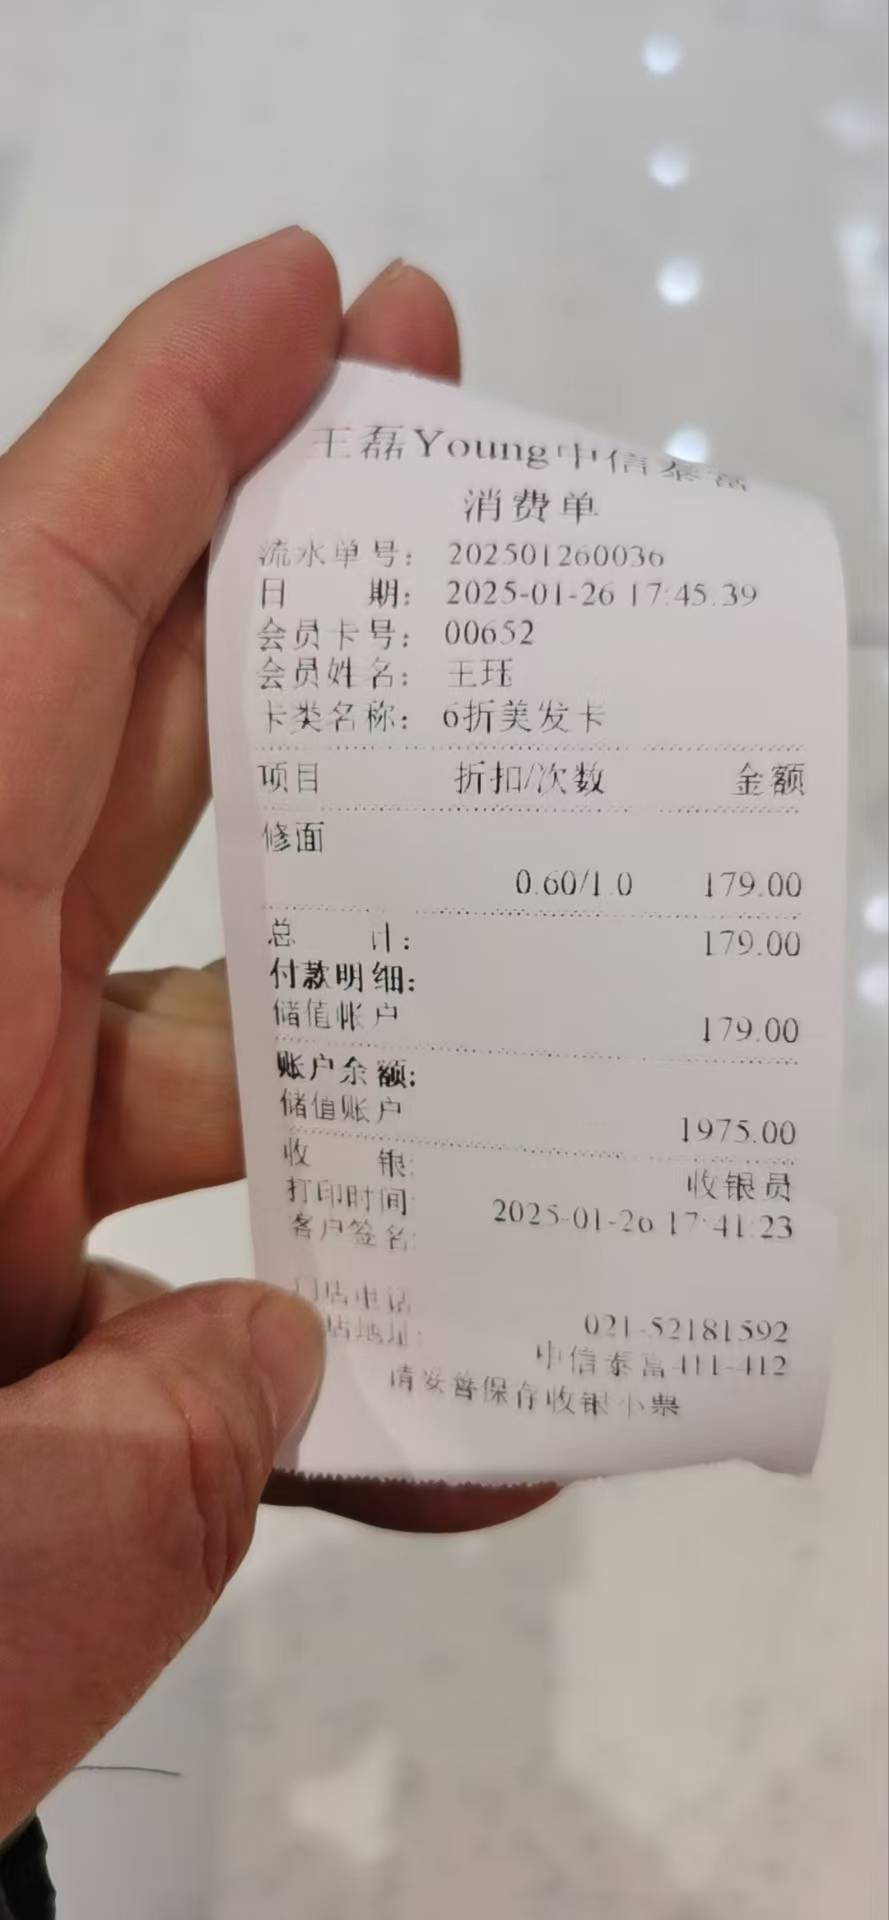 王磊Young中信泰富
消费单
流水单号: 202501260036
日 期: 2025-01-26 17:45.39
会员卡号: 00652
会员姓名: 王珏
卡类名称: 6折美发卡
项目 折扣/次数 金额
修面
0.60/1.0 179.00
总 计: 179.00
付款明细:
储值帐户 179.00
账户余额:
储值账户 1975.00
收 银: 收银员
打印时间: 2025-01-26 17:41:23
客户签名:
门店电话 021-52181592
店地址: 中信泰富411-412
请妥善保存收银小票